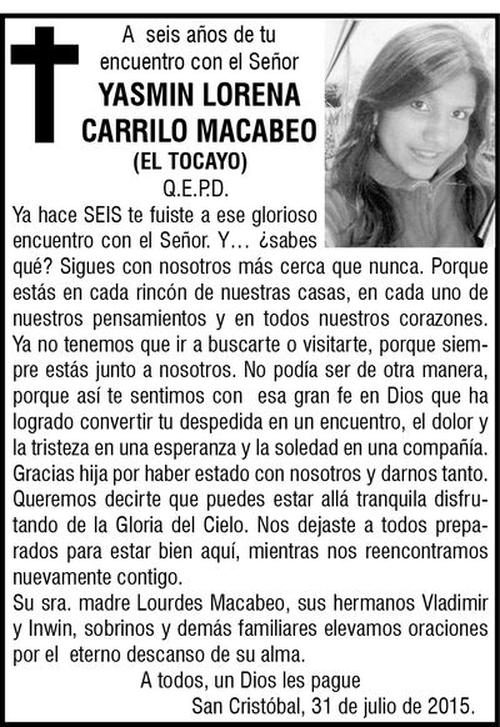 A seis años de tu
encuentro con el Señor
YASMIN LORENA
CARRILO MACABEO
(EL TOCAYO)
Q.E.P.D.
Ya hace SEIS te fuiste a ese glorioso
encuentro con el Señor. Y... ¿sabes
qué? Sigues con nosotros más cerca que nunca. Porque
estás en cada rincón de nuestras casas, en cada uno de
nuestros pensamientos y en todos nuestros corazones.
Ya no tenemos que ir a buscarte o visitarte, porque siem-
pre estás junto a nosotros. No podía ser de otra manera,
porque así te sentimos con esa gran fe en Dios que ha
logrado convertir tu despedida en un encuentro, el dolor y
la tristeza en una esperanza y la soledad en una compañía.
Gracias hija por haber estado con nosotros y darnos tanto.
Queremos decirte que puedes estar allá tranquila disfru-
tando de la Gloria del Cielo. Nos dejaste a todos prepa-
rados para estar bien aquí, mientras nos reencontramos
nuevamente contigo.
Su sra. madre Lourdes Macabeo, sus hermanos Vladimir
y Inwin, sobrinos y demás familiares elevamos oraciones
por el eterno descanso de su alma.
A todos, un Dios les pague
San Cristóbal, 31 de julio de 2015.